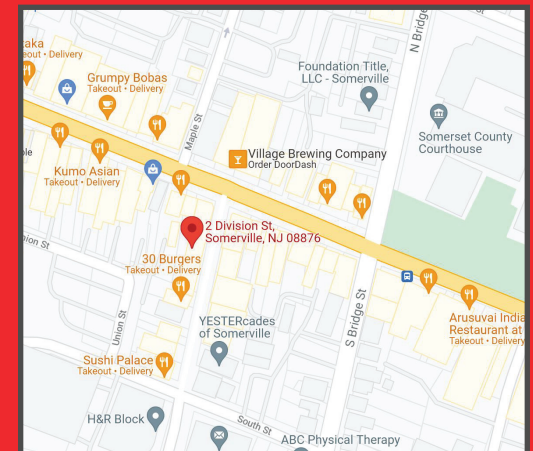 aka
eout • Delivery
Grumpy Bobas
Takeout • Delivery
Foundation Title,
LLC - Somerville
N Bridge
Somerset County
Courthouse
Maple St
Village Brewing Company
Order DoorDash
ple
Kumo Asian
Takeout • Delivery
2 Division St,
Somerville, NJ 08876
ion St
30 Burgers
Takeout • Delivery
S Bridge St
Union St
YESTERcades
of Somerville
Arusuvai India
Restaurant at
Takeout • Delivery
Sushi Palace
Takeout • Delivery
H&R Block
South St
ABC Physical Therapy